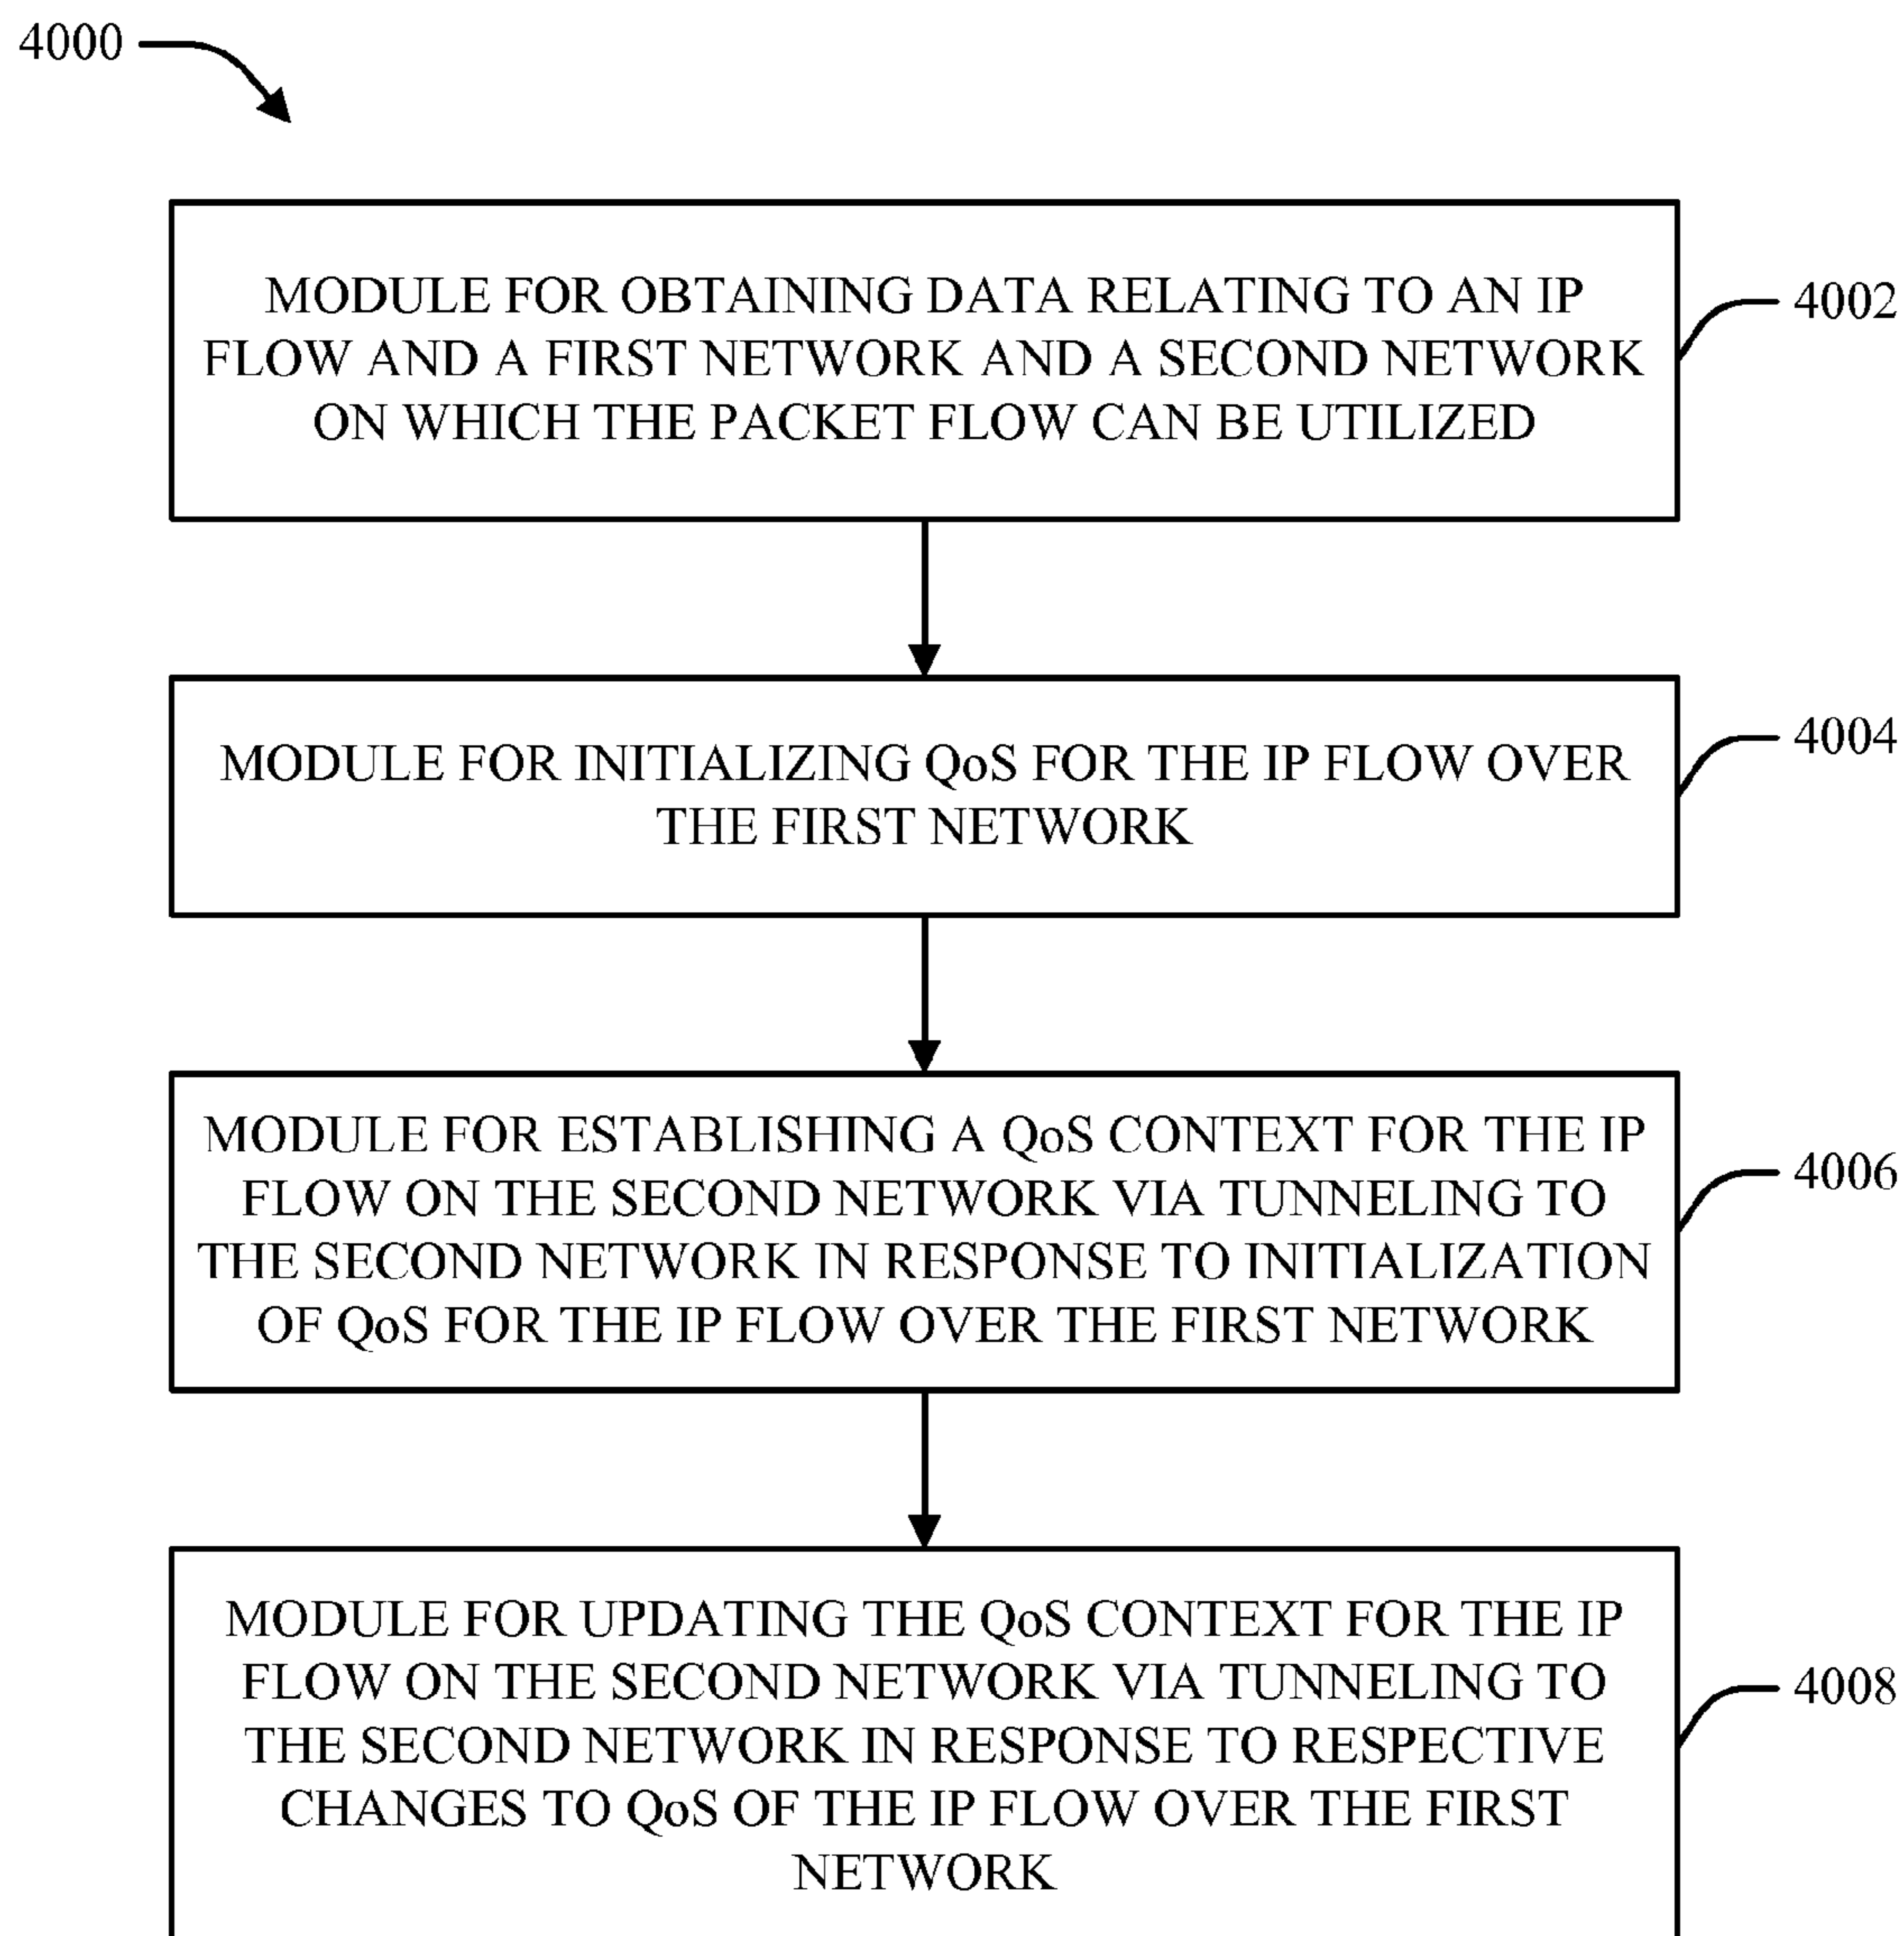 4000
MODULE FOR OBTAINING DATA RELATING TO AN IP
FLOW AND A FIRST NETWORK AND A SECOND NETWORK
ON WHICH THE PACKET FLOW CAN BE UTILIZED
4002
MODULE FOR INITIALIZING QoS FOR THE IP FLOW OVER
THE FIRST NETWORK
4004
MODULE FOR ESTABLISHING A QoS CONTEXT FOR THE IP
FLOW ON THE SECOND NETWORK VIA TUNNELING TO
THE SECOND NETWORK IN RESPONSE TO INITIALIZATION
OF QoS FOR THE IP FLOW OVER THE FIRST NETWORK
4006
MODULE FOR UPDATING THE QoS CONTEXT FOR THE IP
FLOW ON THE SECOND NETWORK VIA TUNNELING TO
THE SECOND NETWORK IN RESPONSE TO RESPECTIVE
CHANGES TO QoS OF THE IP FLOW OVER THE FIRST
NETWORK
4008